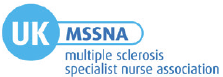 UK MSSNA
multiple sclerosis
specialist nurse association